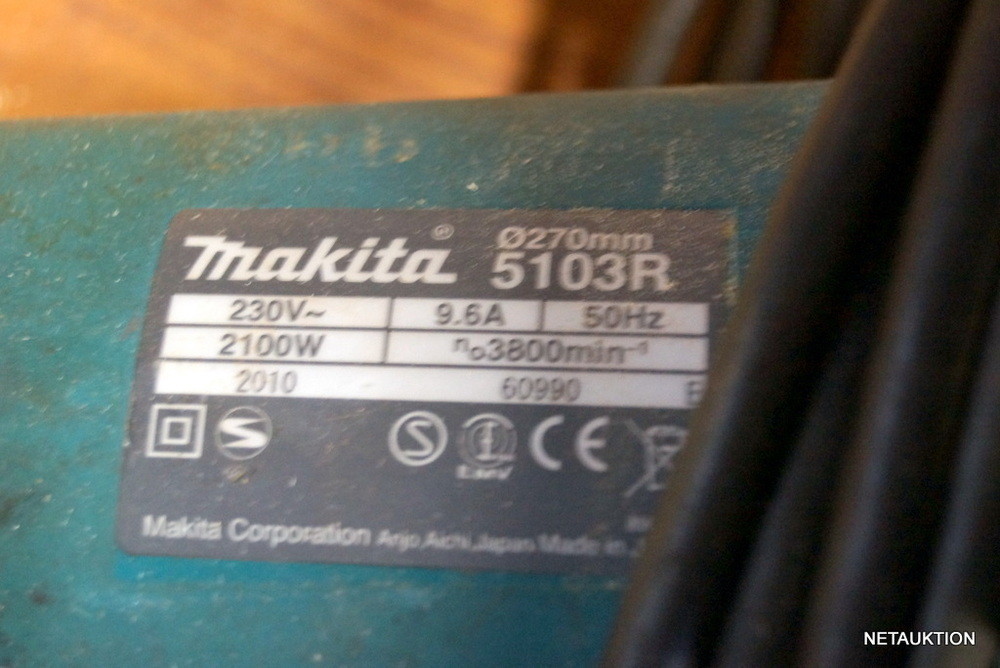 makita® Ø270mm
5103R
230V~ 9.6A 50Hz
2100W n₀3800min⁻¹
2010 60990 E
CE
Makita Corporation Anjo, Aichi, Japan Made in
NETAUKTION